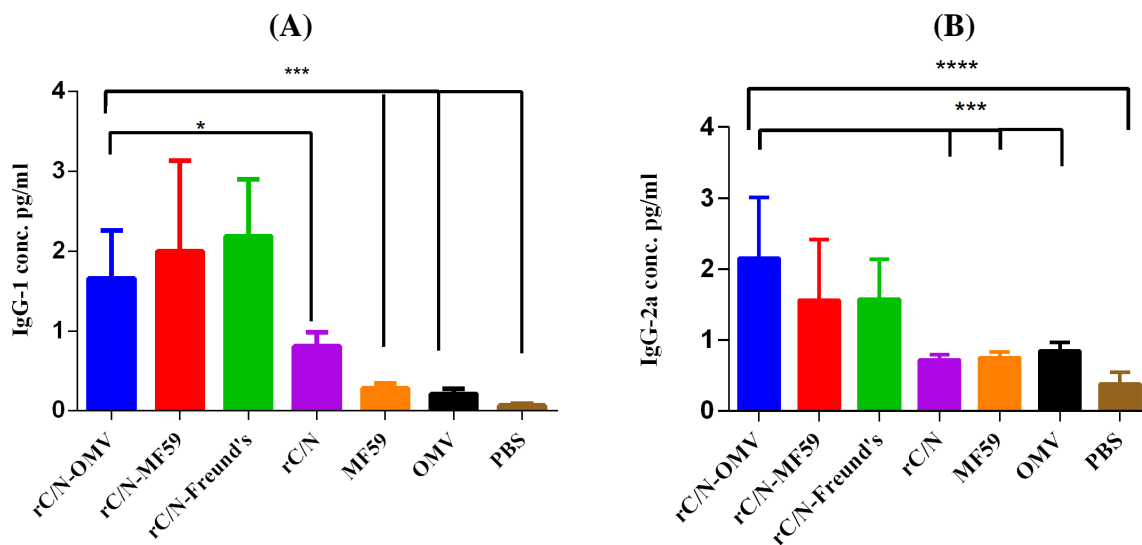 (A)
***
*
IgG-1 conc. pg/ml
4
3
2
1
0
rC/N-OMV
rC/N-MF59
rC/N-Freund's
rC/N
MF59
OMV
PBS
(B)
****
***
IgG-2a conc. pg/ml
4
3
2
1
0
rC/N-OMV
rC/N-MF59
rC/N-Freund's
rC/N
MF59
OMV
PBS